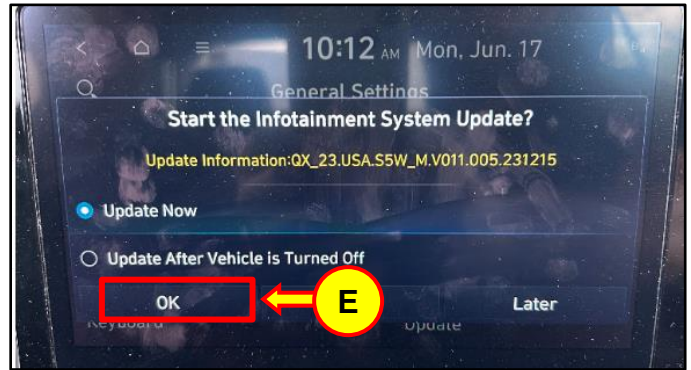 10:12 AM Mon, Jun. 17
General Settings
Start the Infotainment System Update?
Update Information:QX_23.USA.S5W_M.V011.005.231215
Update Now
Update After Vehicle is Turned Off
OK
E
Later
Keyboard
Update